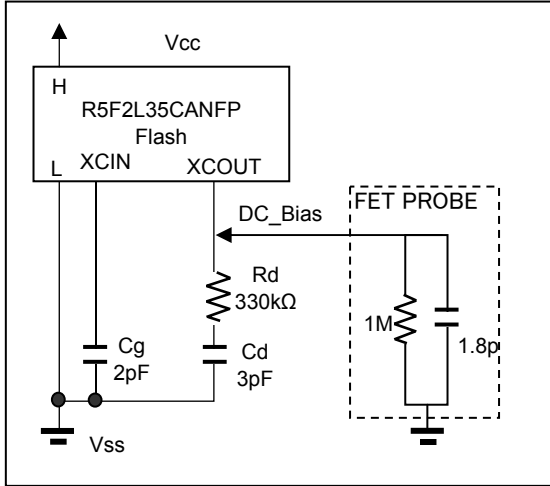 Vcc
H
R5F2L35CANFP
Flash
L
XCIN
XCOUT
DC_Bias
FET PROBE
Rd
330kΩ
1M
1.8p
Cg
2pF
Cd
3pF
Vss